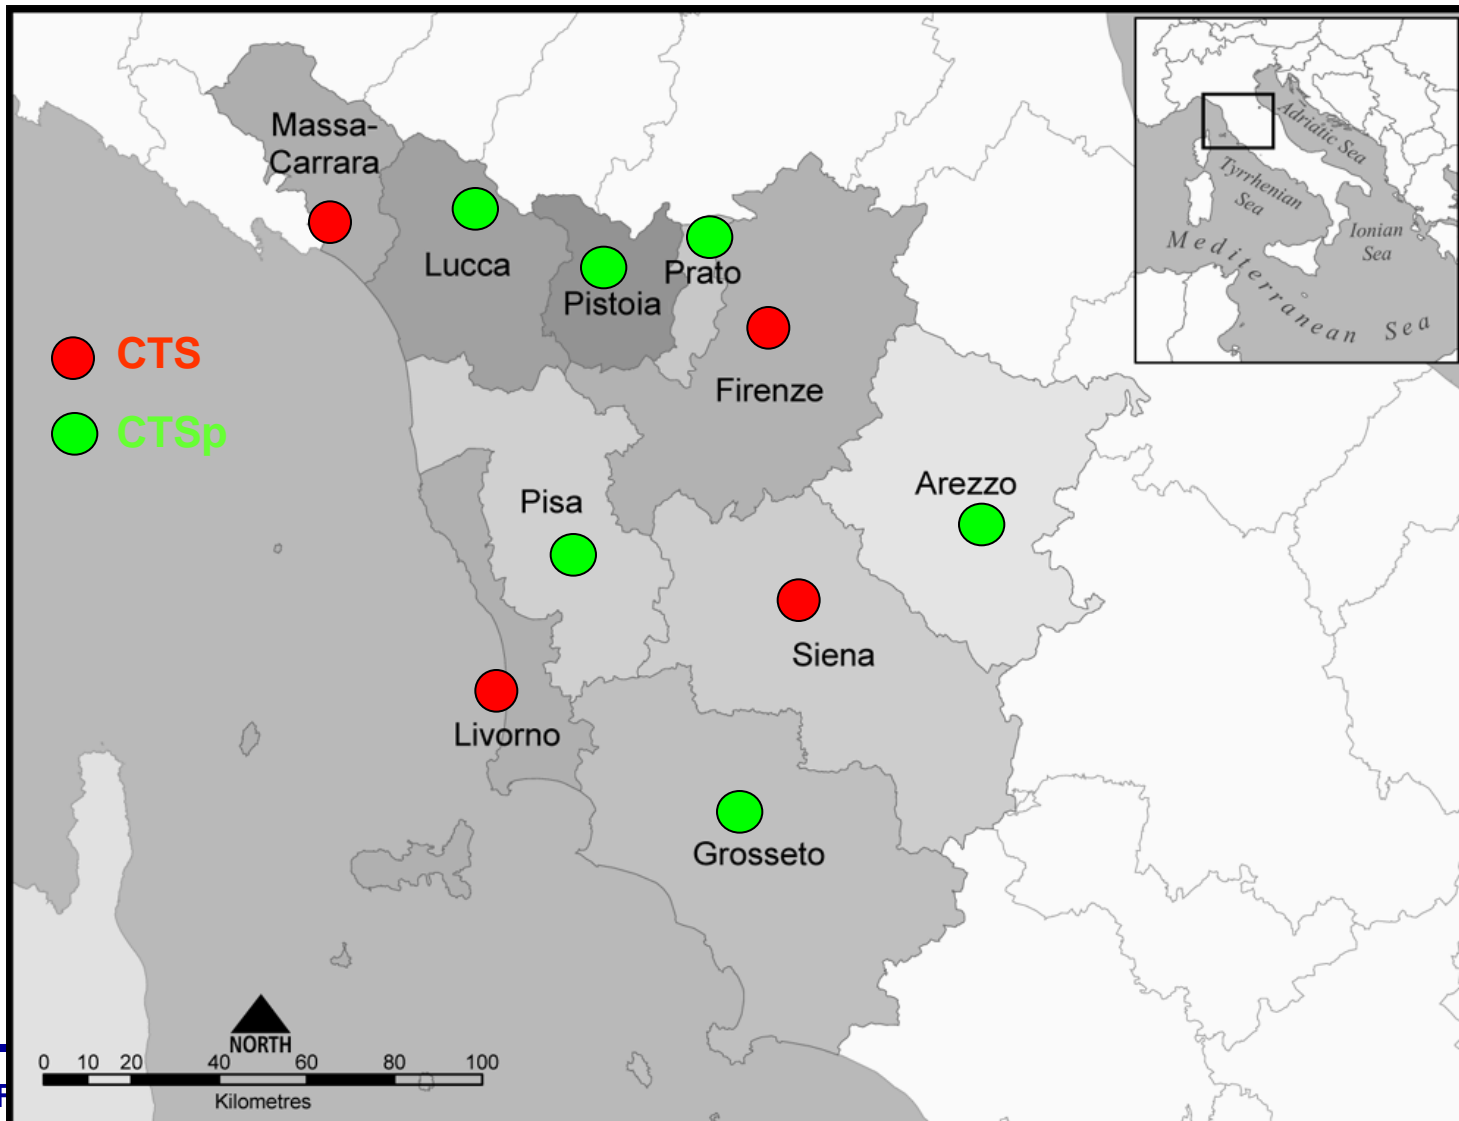 Massa-
Carrara
Lucca
Pistoia
Prato
Firenze
CTS
CTSp
Pisa
Arezzo
Siena
Livorno
Grosseto
Adriatic Sea
Tyrrhenian
Sea
Ionian
Sea
Mediterranean Sea
NORTH
0 10 20 40 60 80 100
Kilometres